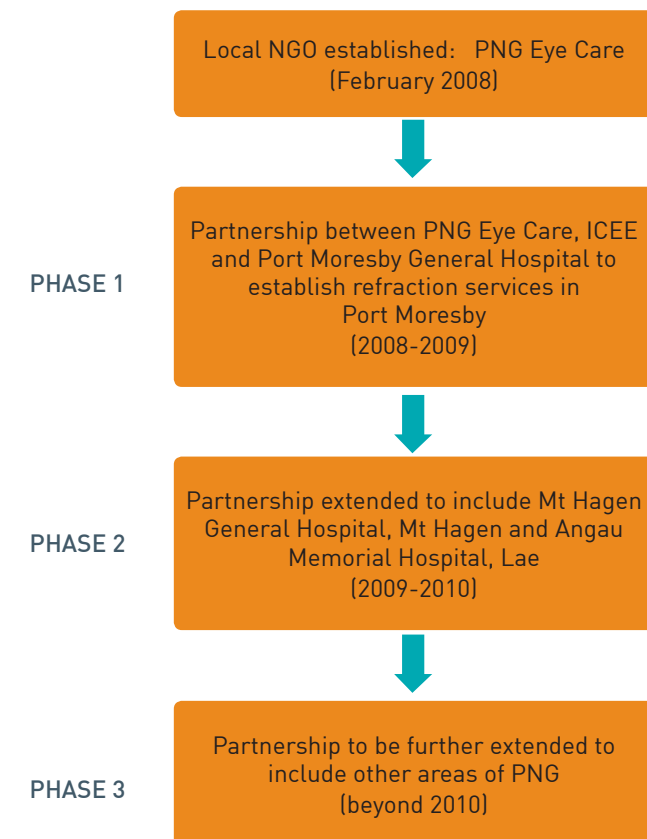 Local NGO established: PNG Eye Care
(February 2008)
PHASE 1
Partnership between PNG Eye Care, ICEE
and Port Moresby General Hospital to
establish refraction services in
Port Moresby
(2008-2009)
PHASE 2
Partnership extended to include Mt Hagen
General Hospital, Mt Hagen and Angau
Memorial Hospital, Lae
(2009-2010)
PHASE 3
Partnership to be further extended to
include other areas of PNG
(beyond 2010)